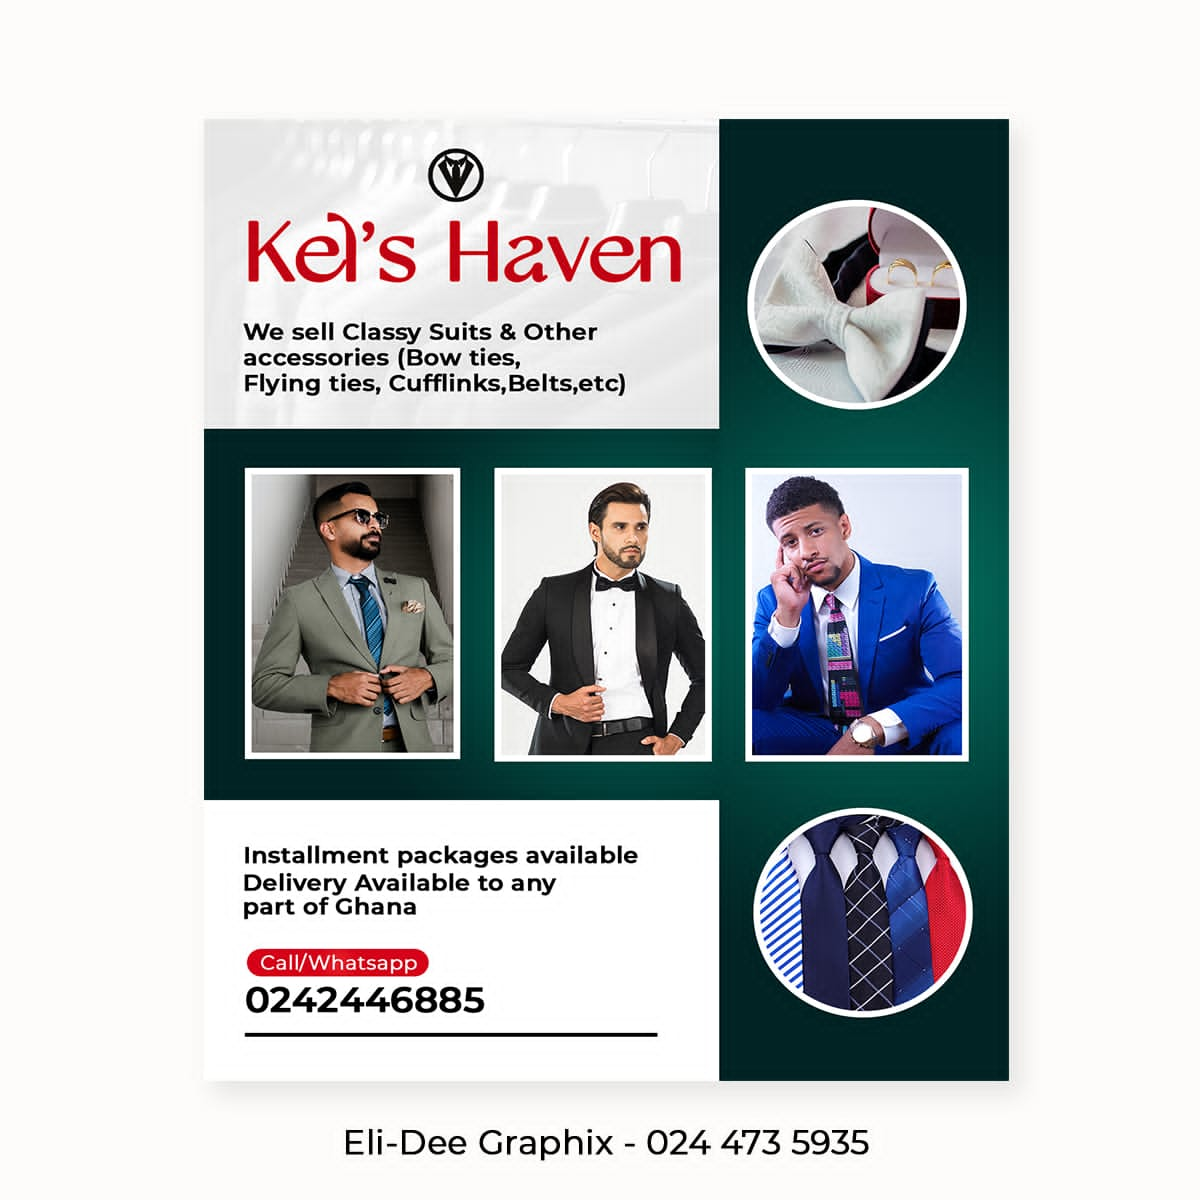 Kel's Haven
We sell Classy Suits & Other
accessories (Bow ties,
Flying ties, Cufflinks,Belts,etc)
Installment packages available
Delivery Available to any
part of Ghana
Call/Whatsapp
0242446885
Eli-Dee Graphix - 024 473 5935